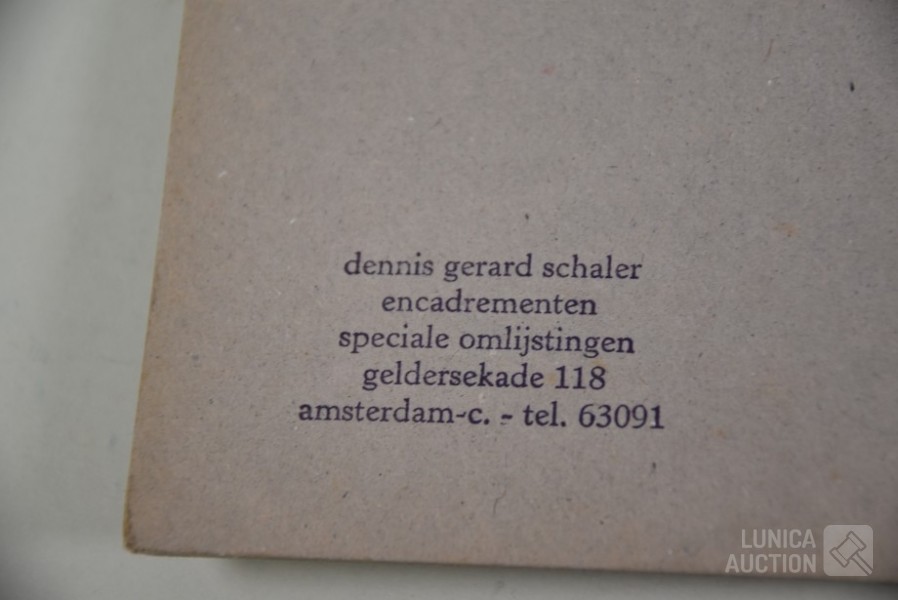 dennis gerard schaler
encadrementen
speciale omlijstingen
geldersekade 118
amsterdam-c. - tel. 63091
LUNICA
AUCTION